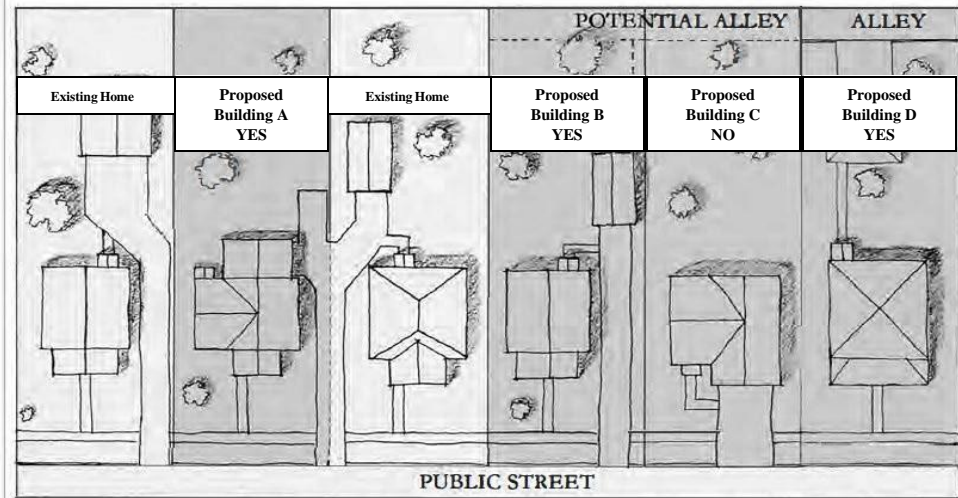 POTENTIAL ALLEY
ALLEY
Existing Home
Proposed
Building A
YES
Existing Home
Proposed
Building B
YES
Proposed
Building C
NO
Proposed
Building D
YES
PUBLIC STREET